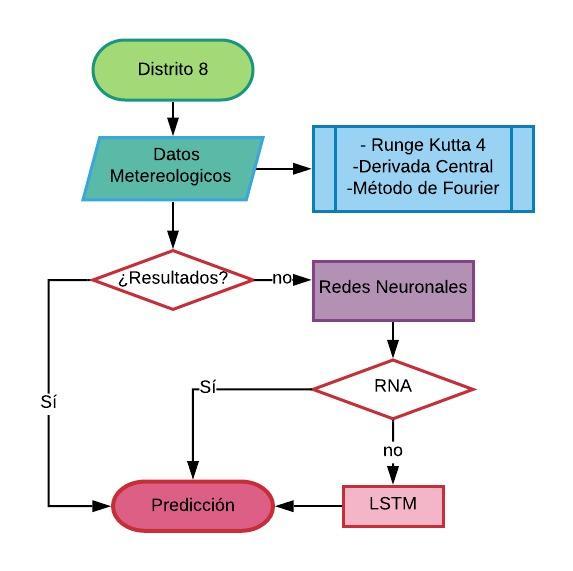 Distrito 8
Datos
Metereologicos
- Runge Kutta 4
-Derivada Central
-Método de Fourier
¿Resultados?
no
Redes Neuronales
Sí
Sí
RNA
no
Predicción
LSTM